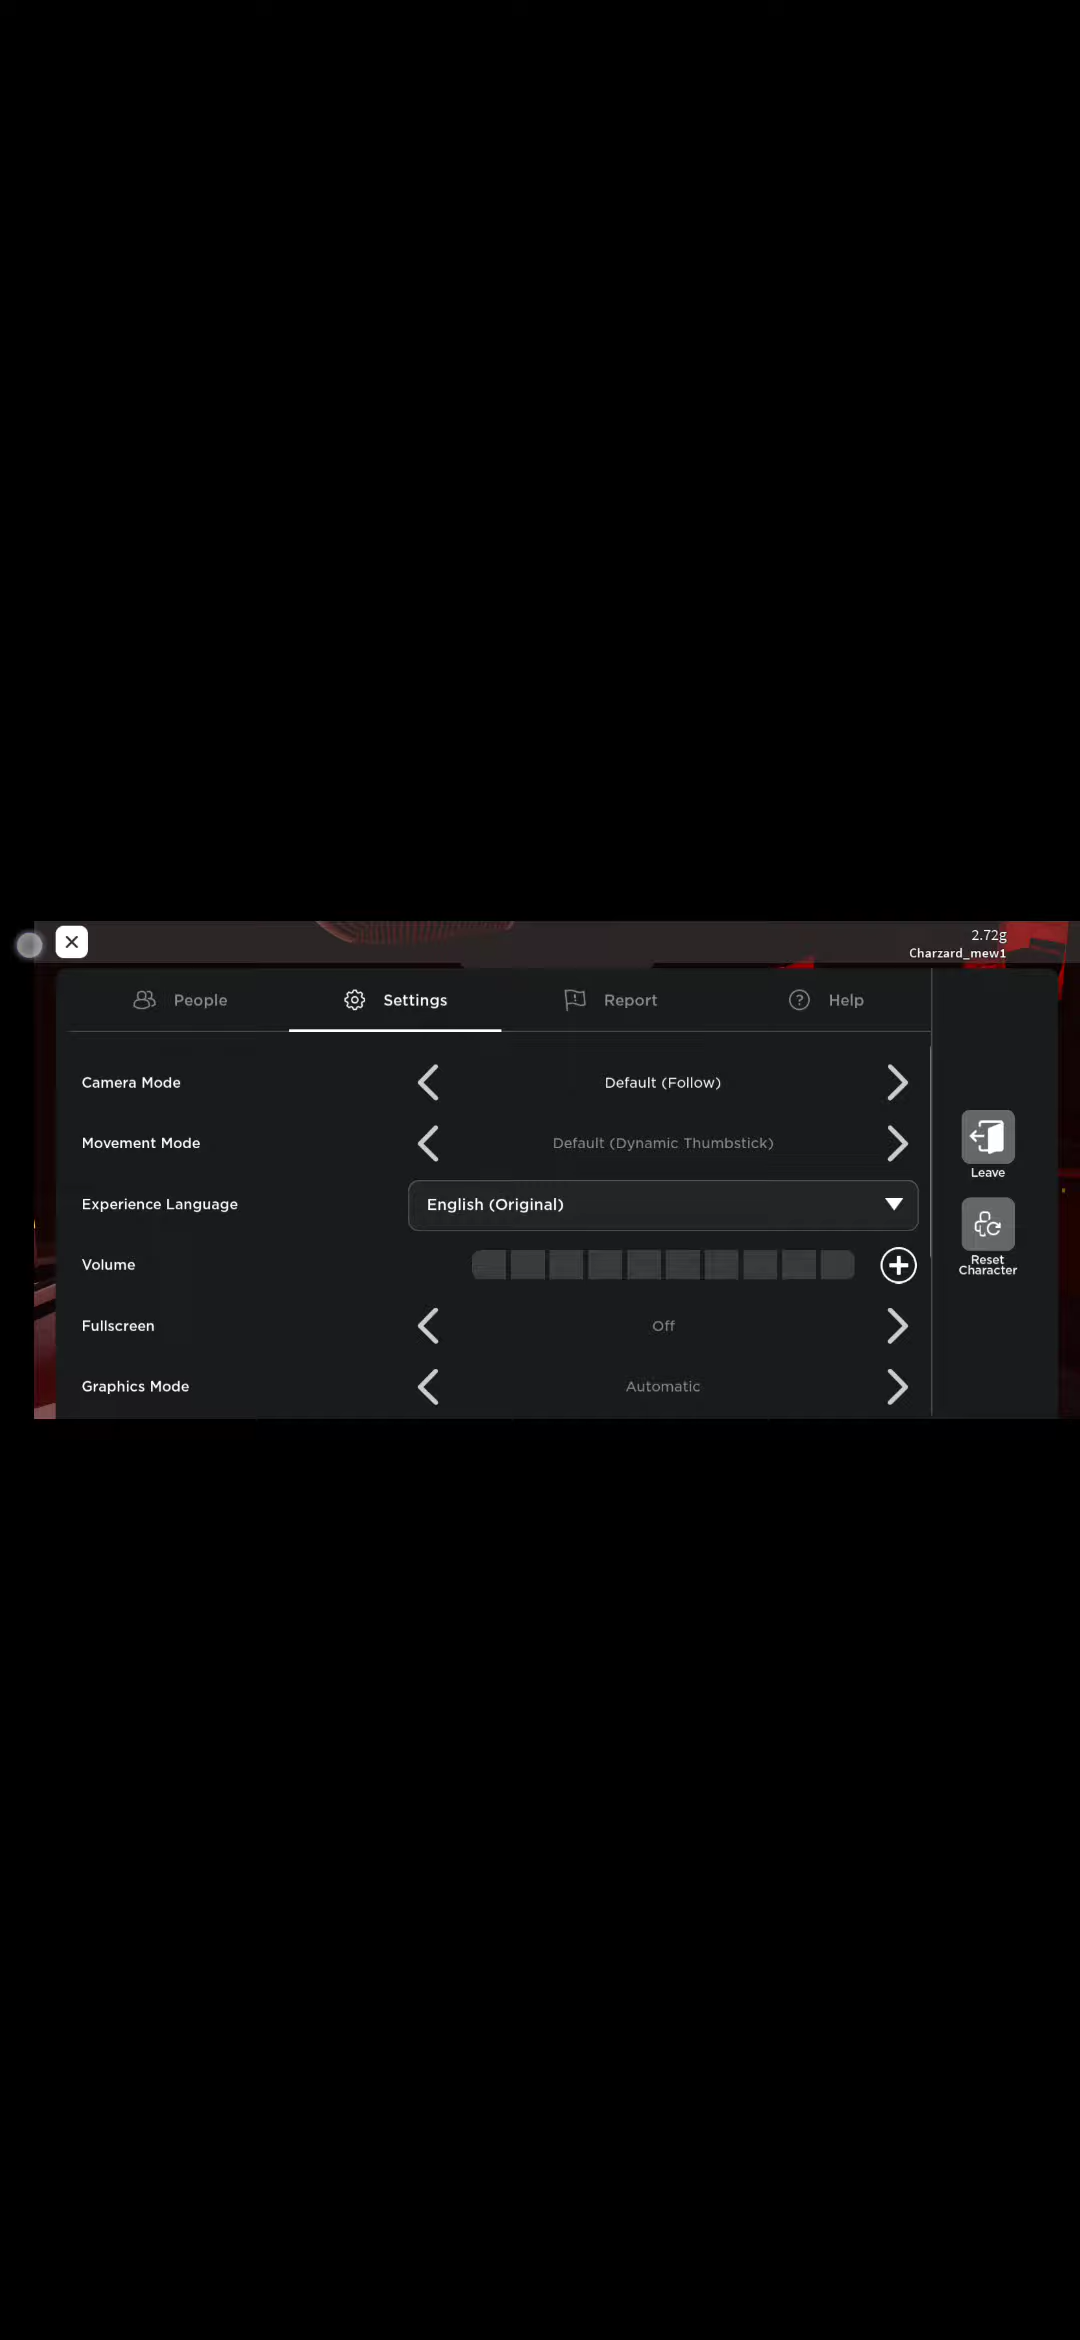 2.72g
Charzard_mew1
People Settings Report Help
Camera Mode Default (Follow)
Movement Mode Default (Dynamic Thumbstick)
Leave
Experience Language English (Original)
Volume
Reset
Character
Fullscreen Off
Graphics Mode Automatic